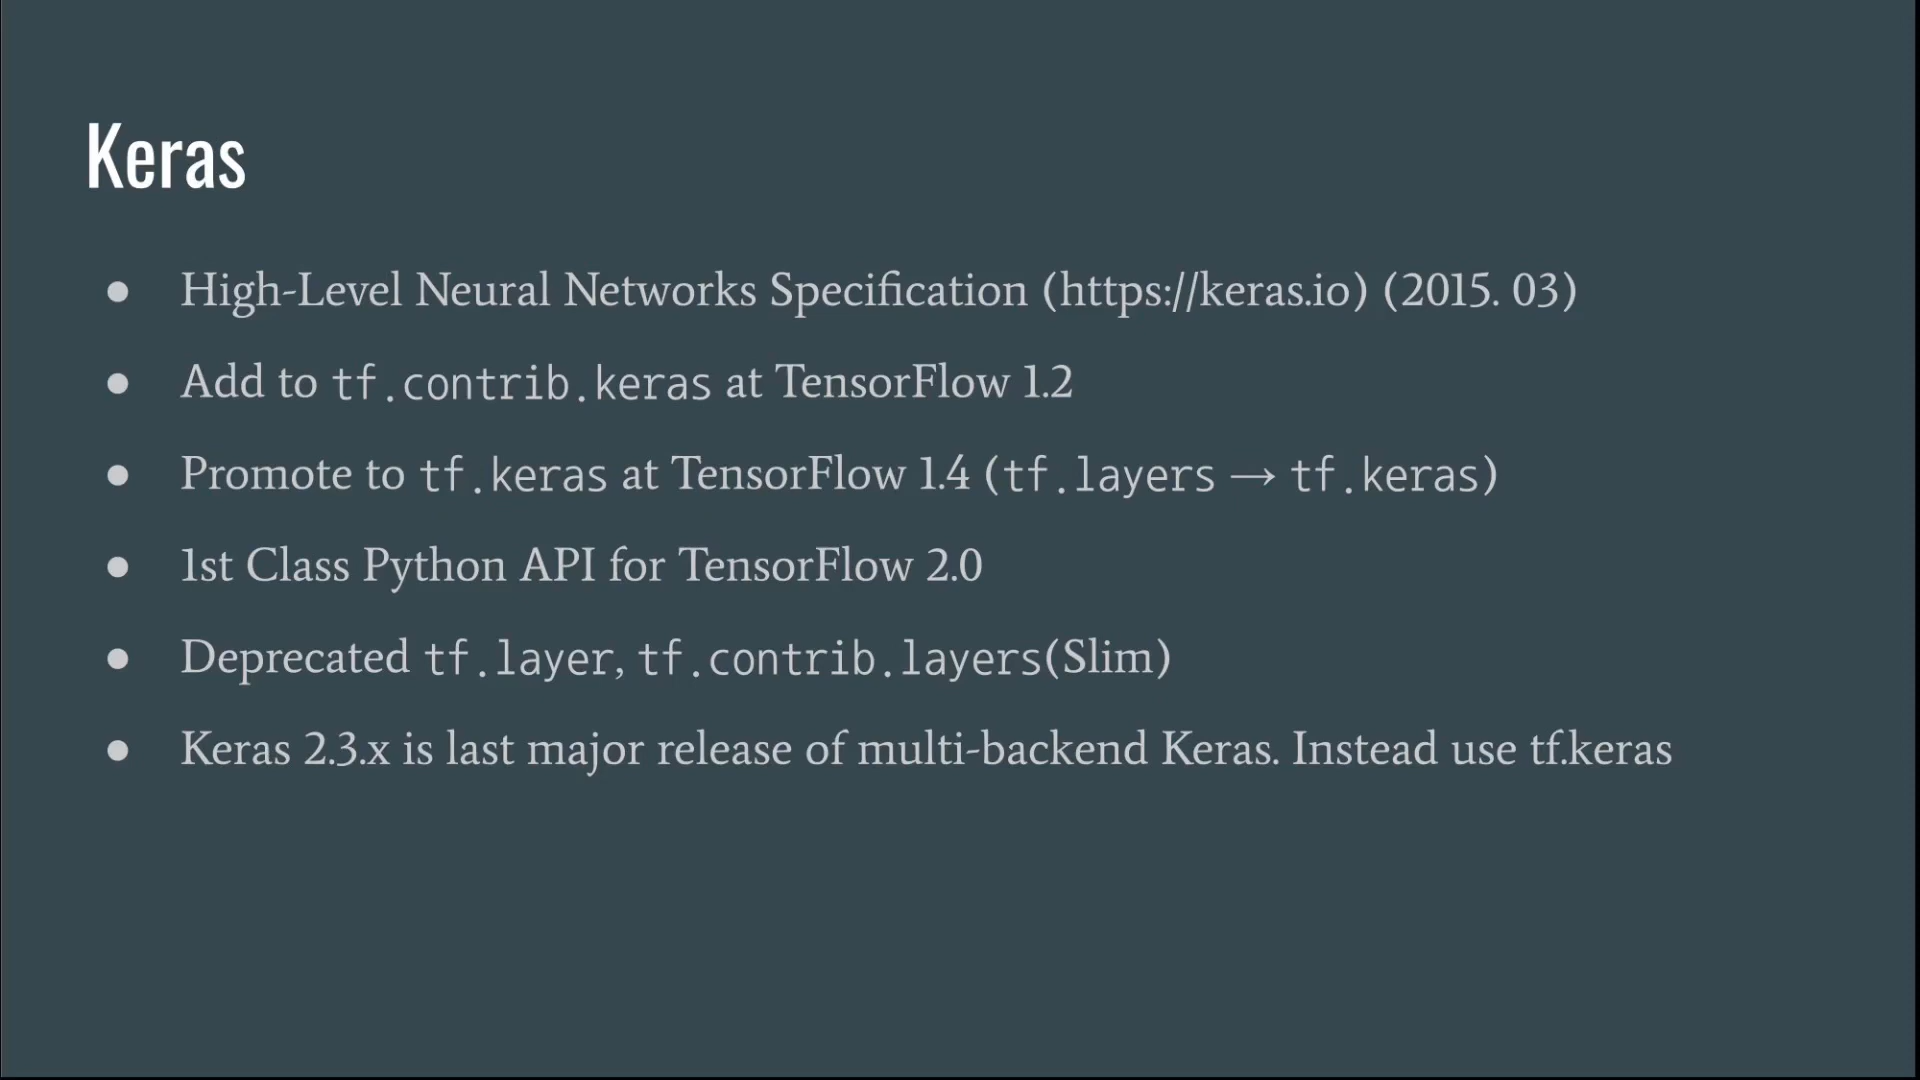 Keras
● High-Level Neural Networks Specification (https://keras.io) (2015. 03)
● Add to tf.contrib.keras at TensorFlow 1.2
● Promote to tf.keras at TensorFlow 1.4 (tf.layers → tf.keras)
● 1st Class Python API for TensorFlow 2.0
● Deprecated tf.layer, tf.contrib.layers(Slim)
● Keras 2.3.x is last major release of multi-backend Keras. Instead use tf.keras